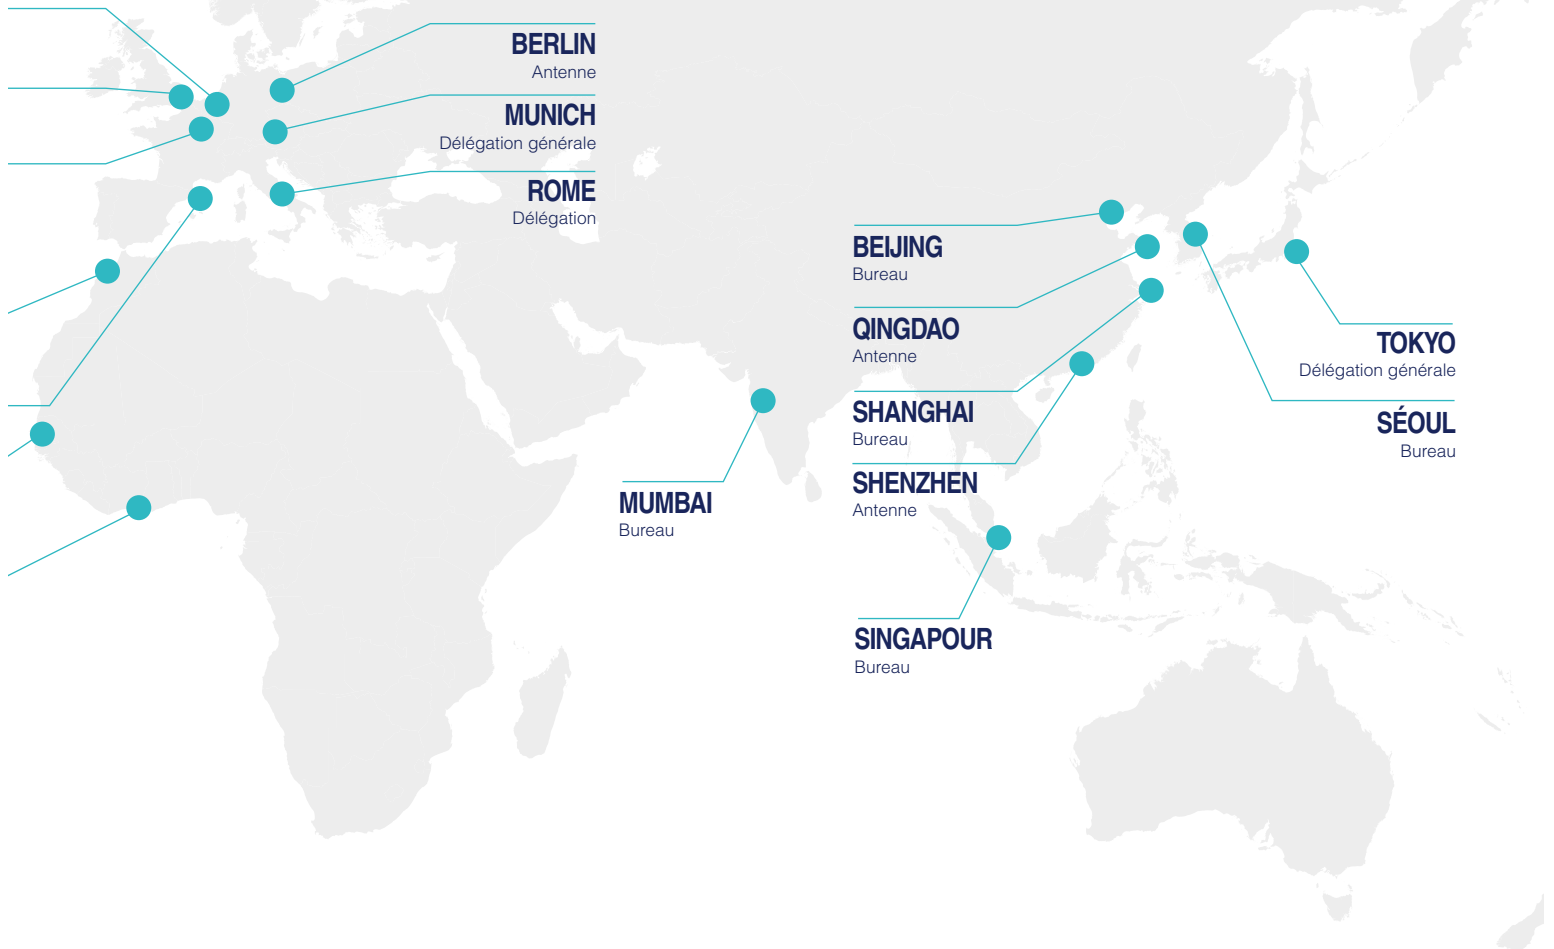 BERLIN
Antenne
MUNICH
Délégation générale
ROME
Délégation
BEIJING
Bureau
QINGDAO
Antenne
SHANGHAI
Bureau
SHENZHEN
Antenne
MUMBAI
Bureau
SINGAPOUR
Bureau
TOKYO
Délégation générale
SÉOUL
Bureau